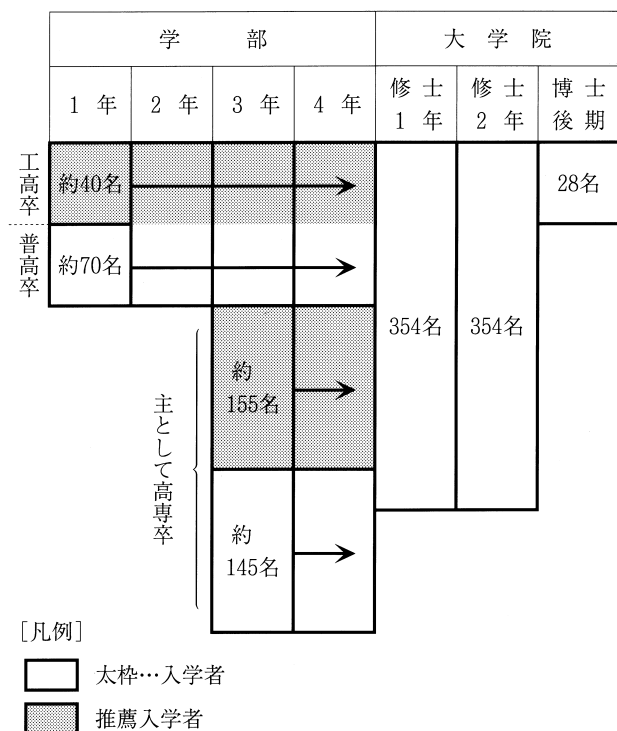 学部
大学院
1年
2年
3年
4年
修士
1年
修士
2年
博士
後期
工高卒
約40名
28名
普高卒
約70名
354名
354名
主として高専卒
約
155名
約
145名
[凡例]
太枠…入学者
推薦入学者